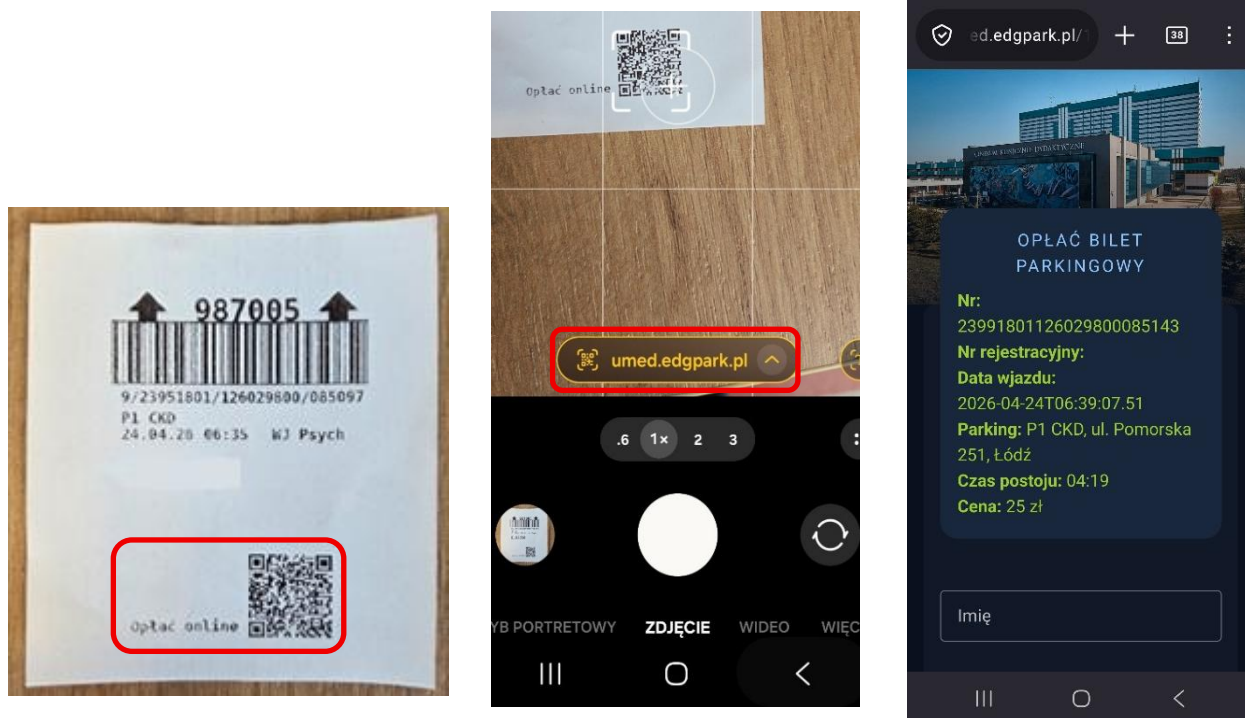 987005
9/23951801/126029800/085097
P1 CKD
24.04.26 06:35 WJ Psych
Opłać online
Opłać online
umed.edgpark.pl
.6 1× 2 3
YB PORTRETOWY ZDJĘCIE WIDEO WIĘC
ed.edgpark.pl/
38
OPŁAĆ BILET
PARKINGOWY
Nr:
23991801126029800085143
Nr rejestracyjny:
Data wjazdu:
2026-04-24T06:39:07.51
Parking: P1 CKD, ul. Pomorska
251, Łódź
Czas postoju: 04:19
Cena: 25 zł
Imię